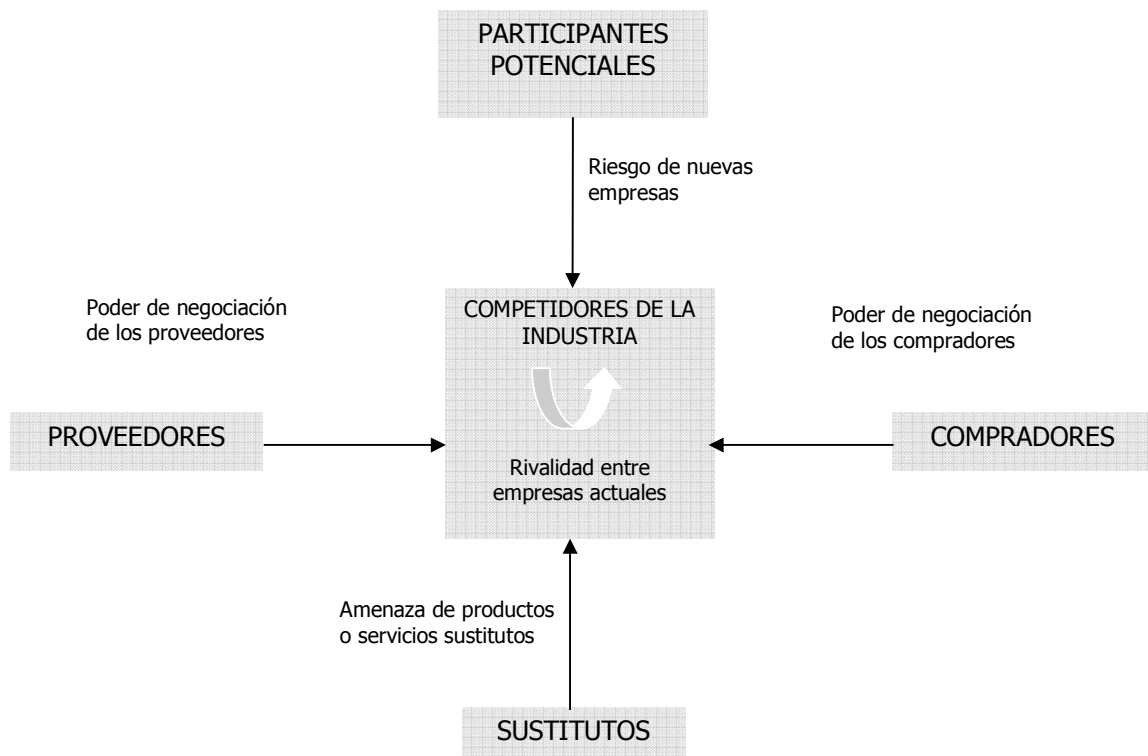 PARTICIPANTES
POTENCIALES
Riesgo de nuevas
empresas
Poder de negociación
de los proveedores
COMPETIDORES DE LA
INDUSTRIA
Poder de negociación
de los compradores
PROVEEDORES
COMPRADORES
Rivalidad entre
empresas actuales
Amenaza de productos
o servicios sustitutos
SUSTITUTOS